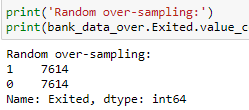 print('Random over-sampling:')
print(bank_data_over.Exited.value_c
Random over-sampling:
1    7614
0    7614
Name: Exited, dtype: int64